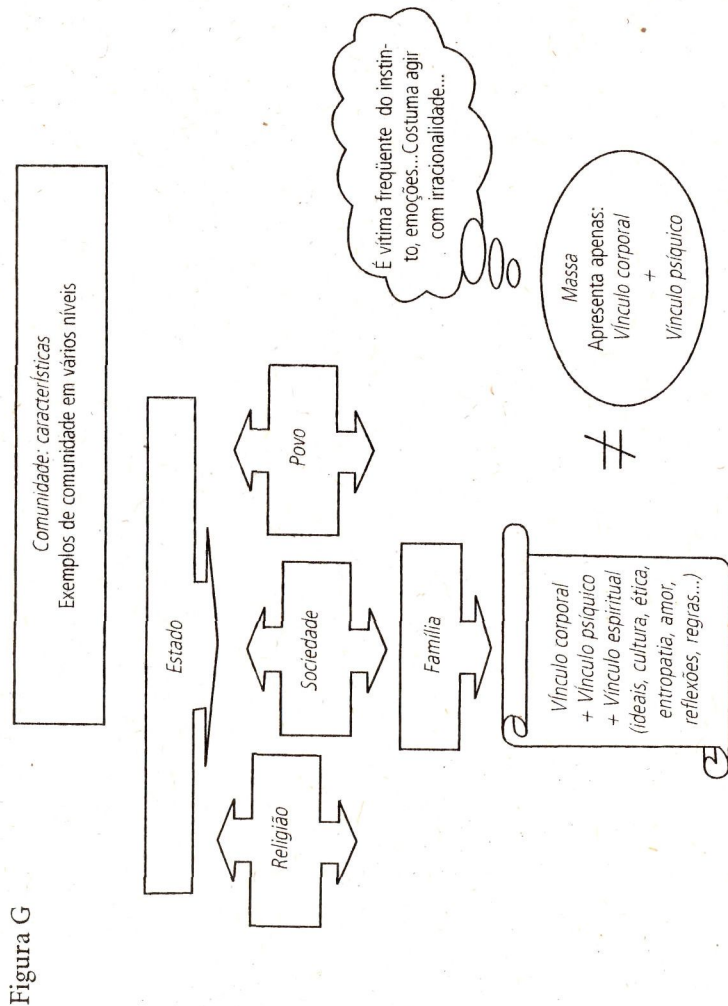 Figura G
Comunidade: características
Exemplos de comunidade em vários níveis
Estado
Religião
Sociedade
Povo
Família
Vínculo corporal
+ Vínculo psíquico
+ Vínculo espiritual
(ideais, cultura, ética,
entropatia, amor,
reflexões, regras...)
≠
Massa
Apresenta apenas:
Vínculo corporal
+
Vínculo psíquico
É vítima freqüente do instin-
to, emoções...Costuma agir
com irracionalidade...